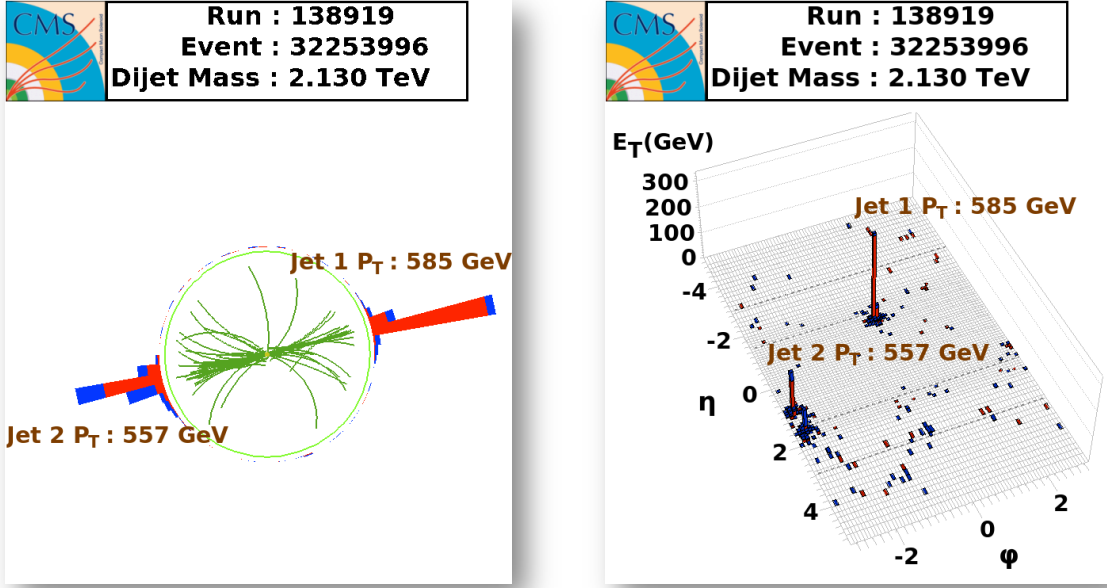 CMS
Run : 138919
Event : 32253996
Dijet Mass : 2.130 TeV
Jet 1 PT : 585 GeV
Jet 2 PT : 557 GeV
CMS
Run : 138919
Event : 32253996
Dijet Mass : 2.130 TeV
ET(GeV)
300
200
100
0
Jet 1 PT : 585 GeV
-4
-2
Jet 2 PT : 557 GeV
η
0
2
4
-2
0
2
φ